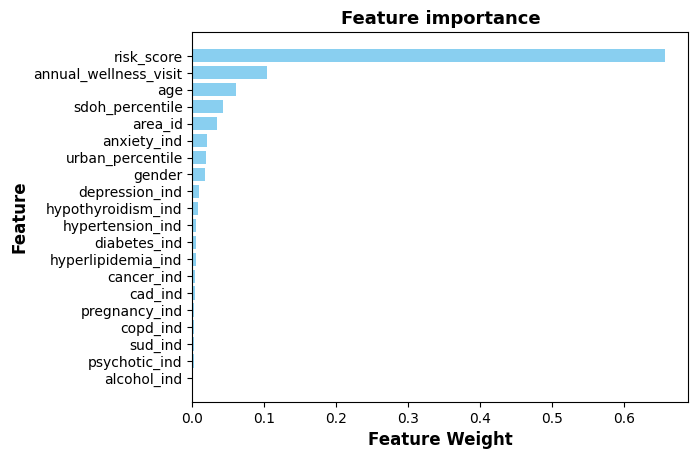 Feature importance
risk_score
annual_wellness_visit
age
sdoh_percentile
area_id
anxiety_ind
urban_percentile
gender
depression_ind
hypothyroidism_ind
hypertension_ind
diabetes_ind
hyperlipidemia_ind
cancer_ind
cad_ind
pregnancy_ind
copd_ind
sud_ind
psychotic_ind
alcohol_ind
Feature
0.0 0.1 0.2 0.3 0.4 0.5 0.6
Feature Weight